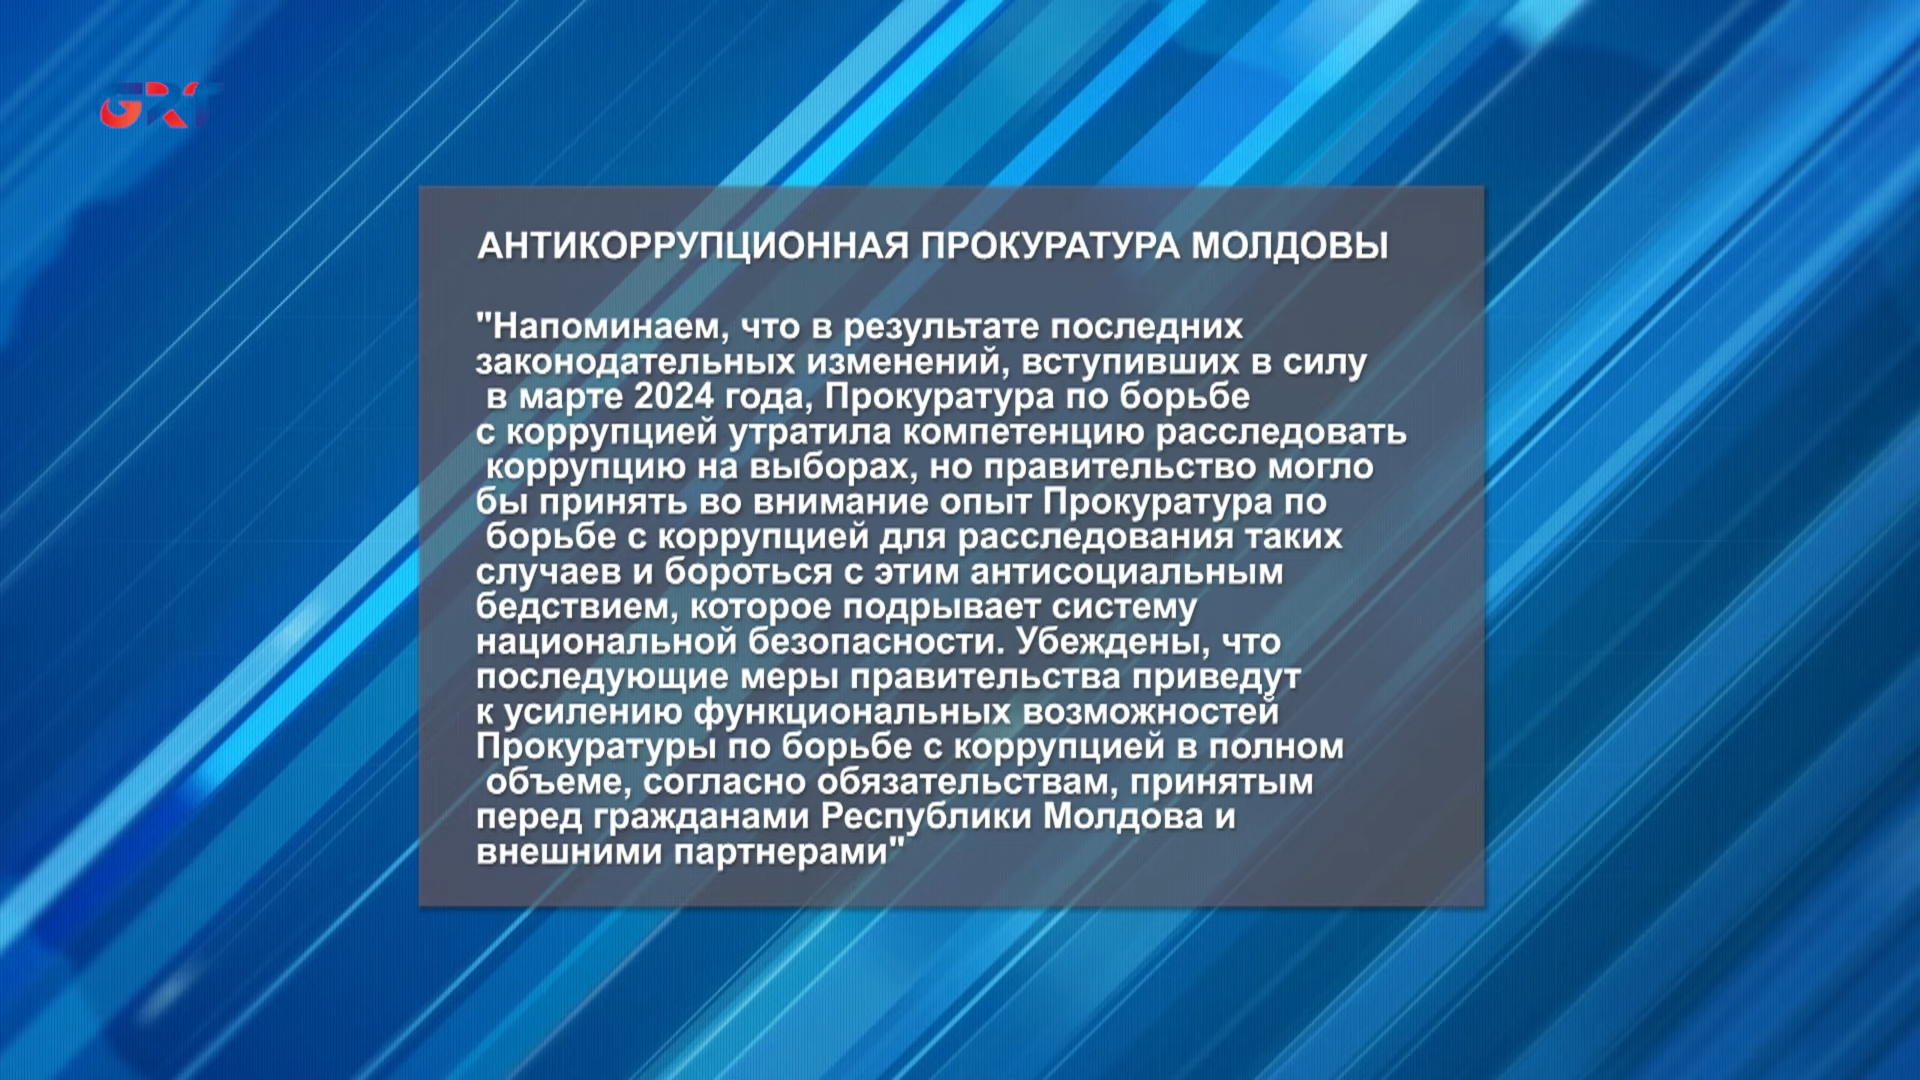 GRT
АНТИКОРРУПЦИОННАЯ ПРОКУРАТУРА МОЛДОВЫ
"Напоминаем, что в результате последних
законодательных изменений, вступивших в силу
в марте 2024 года, Прокуратура по борьбе
с коррупцией утратила компетенцию расследовать
коррупцию на выборах, но правительство могло
бы принять во внимание опыт Прокуратура по
борьбе с коррупцией для расследования таких
случаев и бороться с этим антисоциальным
бедствием, которое подрывает систему
национальной безопасности. Убеждены, что
последующие меры правительства приведут
к усилению функциональных возможностей
Прокуратуры по борьбе с коррупцией в полном
объеме, согласно обязательствам, принятым
перед гражданами Республики Молдова и
внешними партнерами"